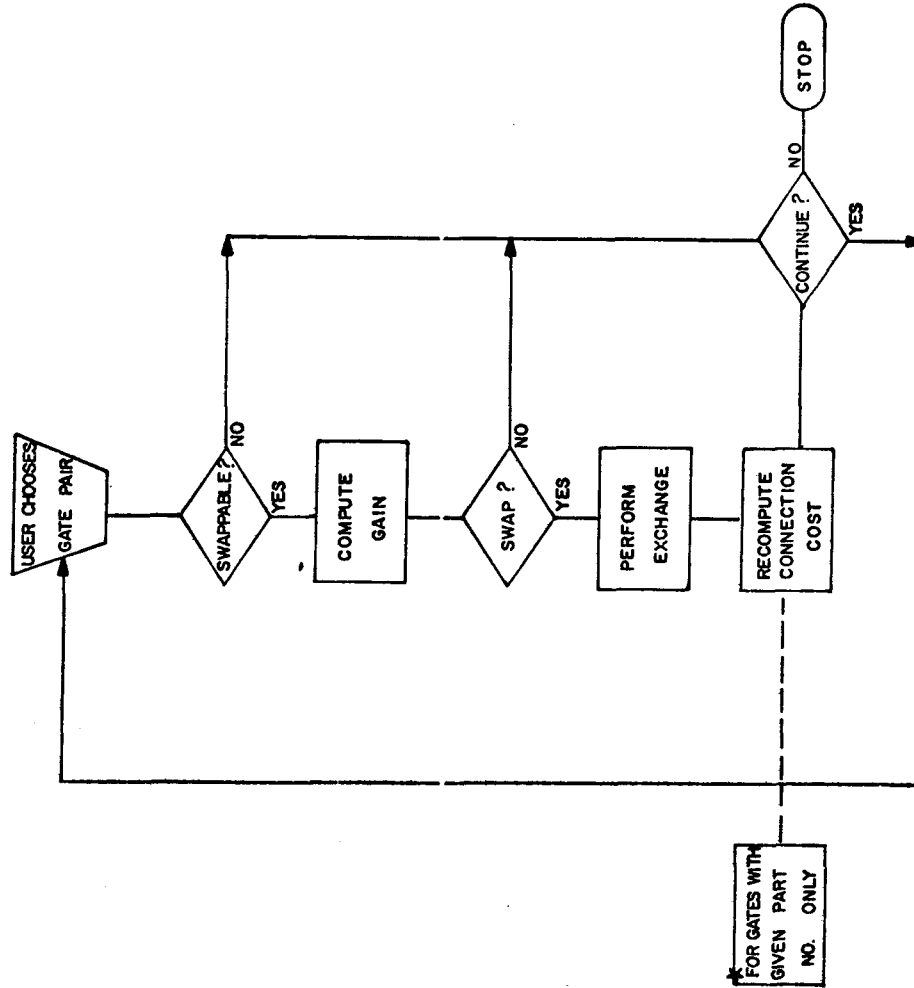 USER CHOOSES
GATE PAIR
SWAPPABLE?
NO
YES
COMPUTE
GAIN
SWAP ?
NO
YES
PERFORM
EXCHANGE
RECOMPUTE
CONNECTION
COST
CONTINUE ?
NO
STOP
YES
* FOR GATES WITH
GIVEN PART
NO. ONLY